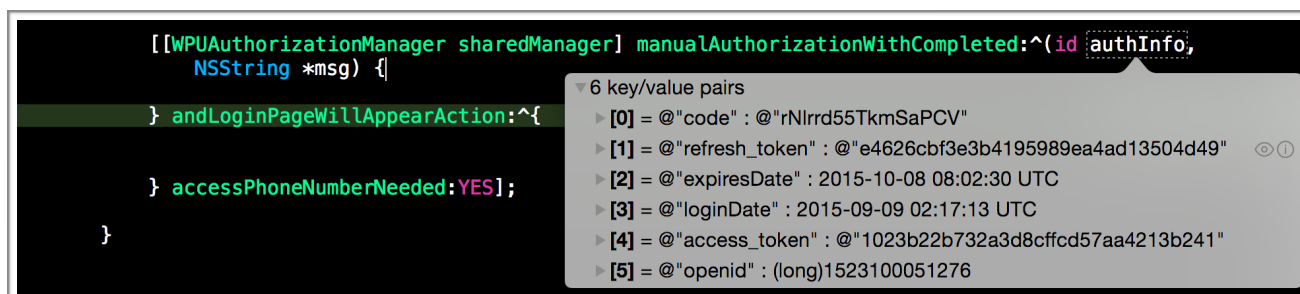 [[WPUAuthorizationManager sharedManager] manualAuthorizationWithCompleted:^(id authInfo,
NSString *msg) {
} andLoginPageWillAppearAction:^{
} accessPhoneNumberNeeded:YES];
}
6 key/value pairs
[0] = @"code" : @"rNIrrd55TkmSaPCV"
[1] = @"refresh_token" : @"e4626cbf3e3b4195989ea4ad13504d49"
[2] = @"expiresDate" : 2015-10-08 08:02:30 UTC
[3] = @"loginDate" : 2015-09-09 02:17:13 UTC
[4] = @"access_token" : @"1023b22b732a3d8cffcd57aa4213b241"
[5] = @"openid" : (long)1523100051276